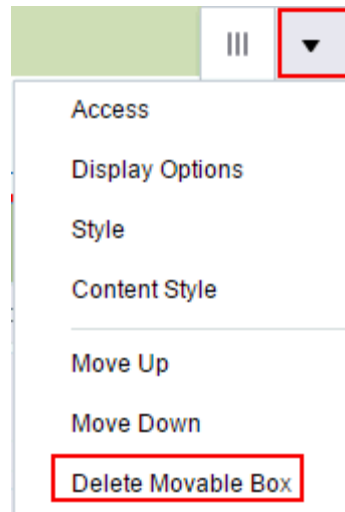 Access
Display Options
Style
Content Style
Move Up
Move Down
Delete Movable Box